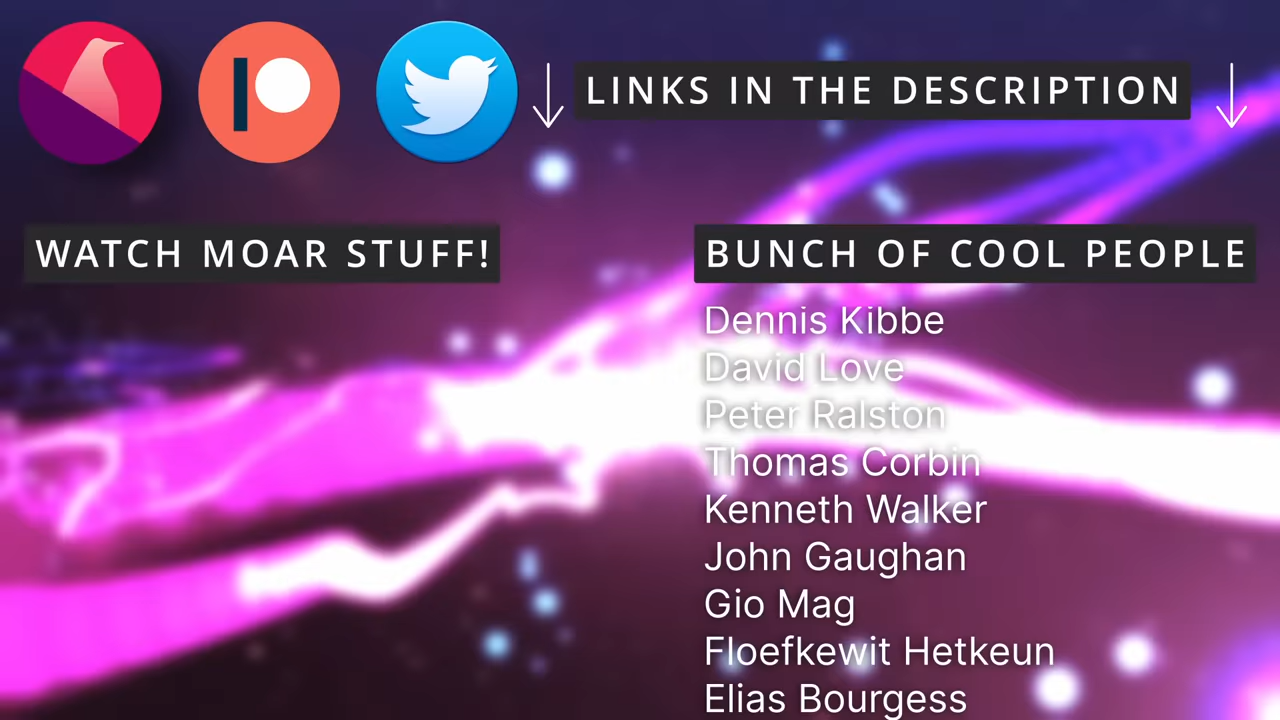 LINKS IN THE DESCRIPTION
WATCH MOAR STUFF!
BUNCH OF COOL PEOPLE
Dennis Kibbe
David Love
Peter Ralston
Thomas Corbin
Kenneth Walker
John Gaughan
Gio Mag
Floefkewit Hetkeun
Elias Bourgess